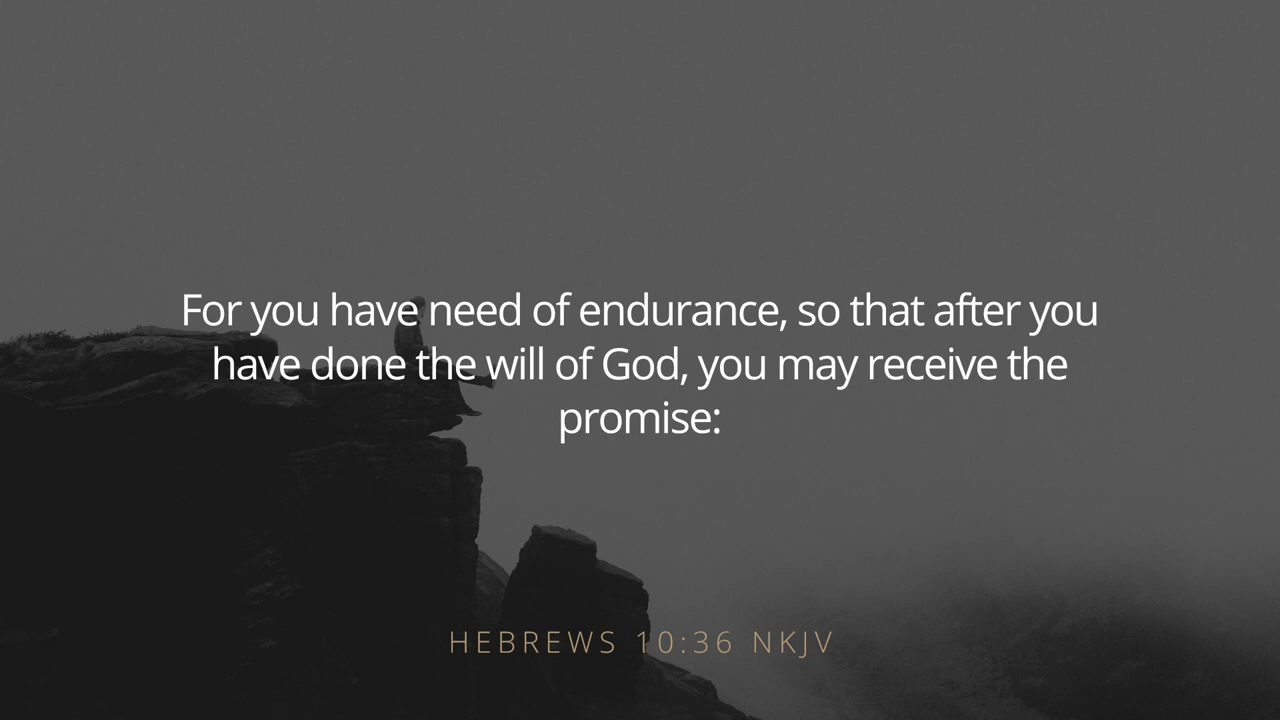 For you have need of endurance, so that after you
have done the will of God, you may receive the
promise:
HEBREWS 10:36 NKJV